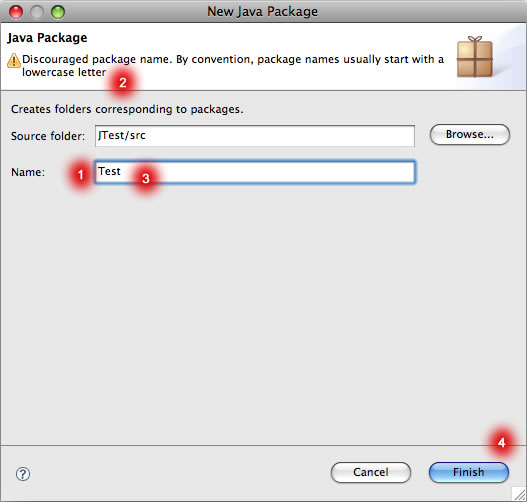 New Java Package
Java Package
Discouraged package name. By convention, package names usually start with a
lowercase letter
2
Creates folders corresponding to packages.
Source folder: JTest/src Browse...
Name: 1 Test 3
4
? Cancel Finish